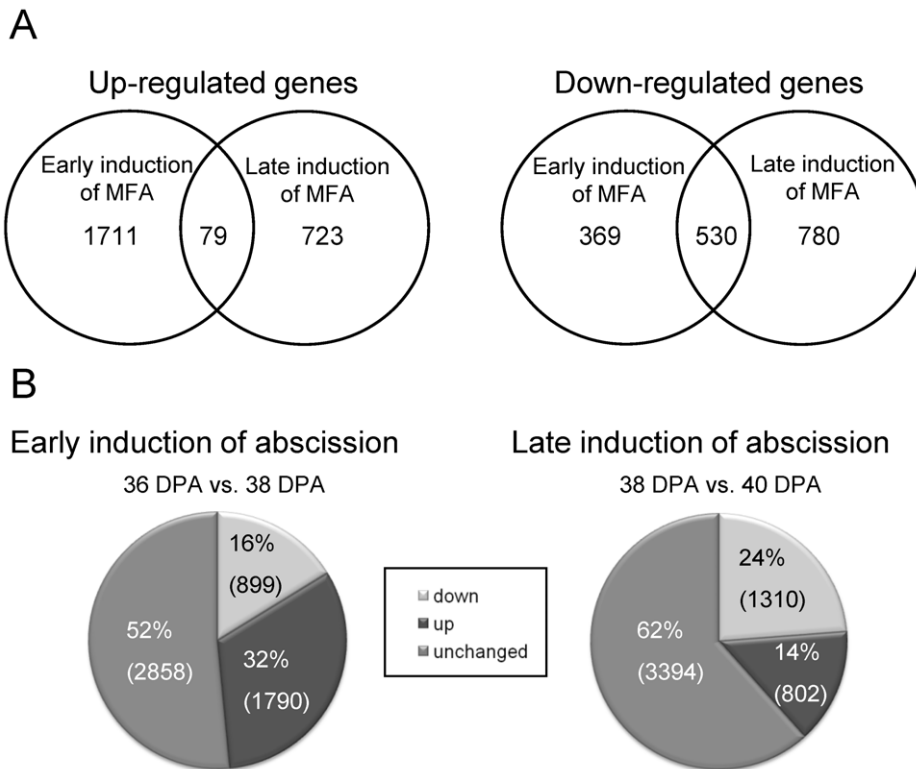 A
Up-regulated genes
Down-regulated genes
Early induction
of MFA
1711
79
Late induction
of MFA
723
Early induction
of MFA
369
530
Late induction
of MFA
780
B
Early induction of abscission
36 DPA vs. 38 DPA
Late induction of abscission
38 DPA vs. 40 DPA
16%
(899)
52%
(2858)
32%
(1790)
down
up
unchanged
24%
(1310)
62%
(3394)
14%
(802)